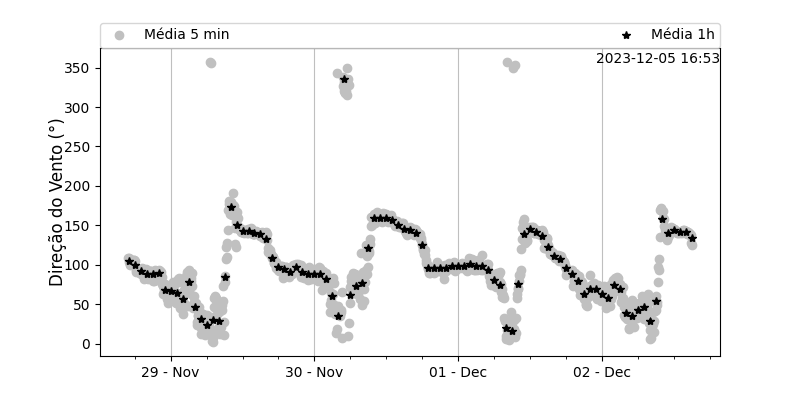 Média 5 min
Média 1h
2023-12-05 16:53
Direção do Vento (°)
350
300
250
200
150
100
50
0
29 - Nov
30 - Nov
01 - Dec
02 - Dec